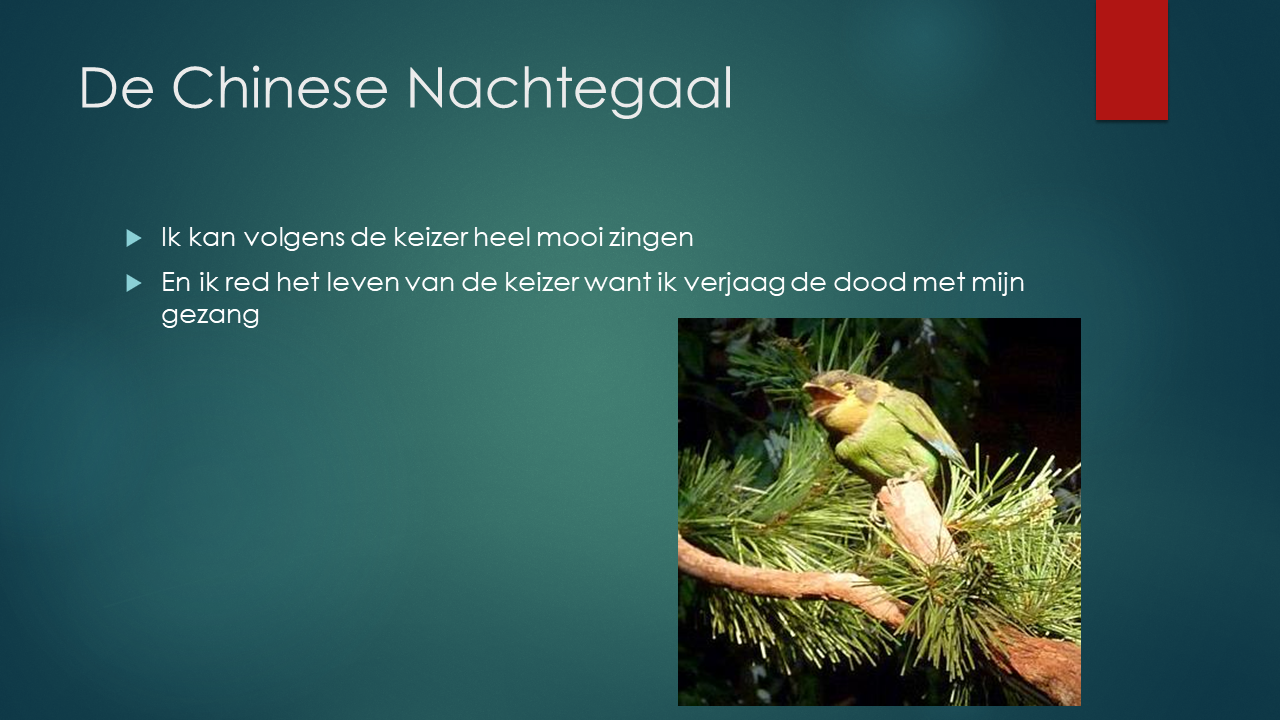 De Chinese Nachtegaal
Ik kan volgens de keizer heel mooi zingen
En ik red het leven van de keizer want ik verjaag de dood met mijn
gezang